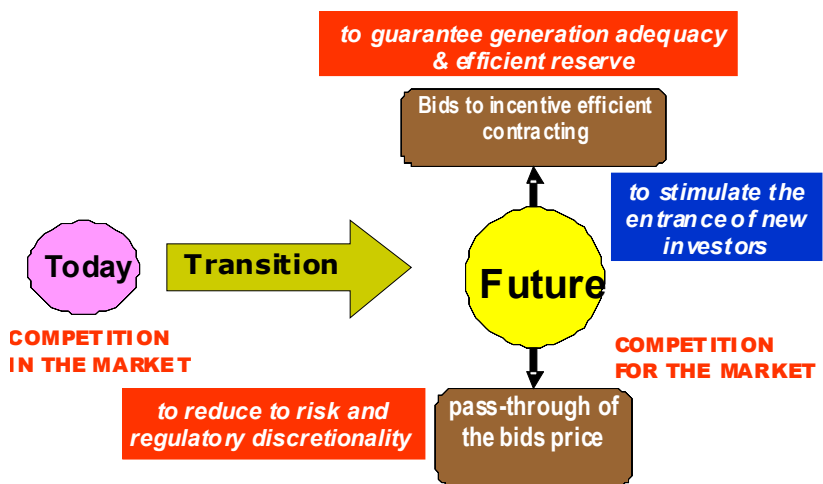 to guarantee generation adequacy
& efficient reserve
Bids to incentive efficient
contracting
to stimulate the
entrance of new
investors
Today
Transition
Future
COMPETITION
IN THE MARKET
COMPETITION
FOR THE MARKET
to reduce to risk and
regulatory discretionality
pass-through of
the bids price